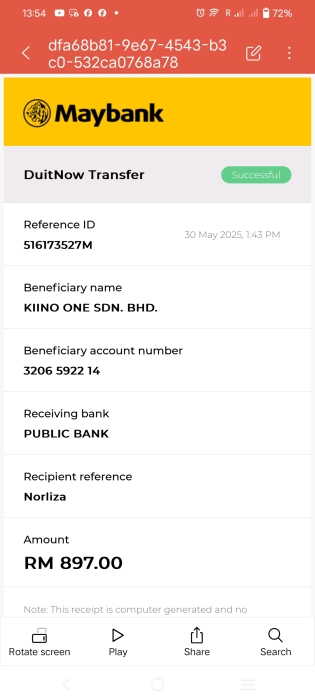 13:54 R 72%
dfa68b81-9e67-4543-b3
c0-532ca0768a78
Maybank
DuitNow Transfer Successful
Reference ID
30 May 2025, 1:43 PM
516173527M
Beneficiary name
KIINO ONE SDN. BHD.
Beneficiary account number
3206 5922 14
Receiving bank
PUBLIC BANK
Recipient reference
Norliza
Amount
RM 897.00
Note: This receipt is computer generated and no
Rotate screen Play Share Search